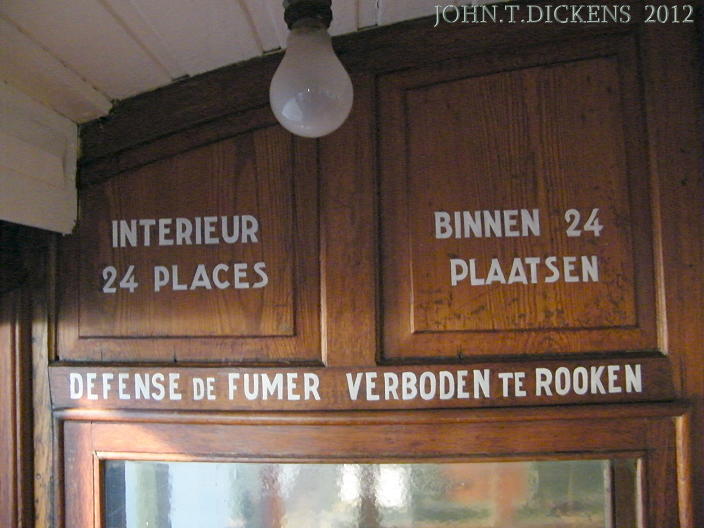 JOHN.T.DICKENS 2012
INTERIEUR
24 PLACES
BINNEN 24
PLAATSEN
DEFENSE DE FUMER VERBODEN TE ROOKEN